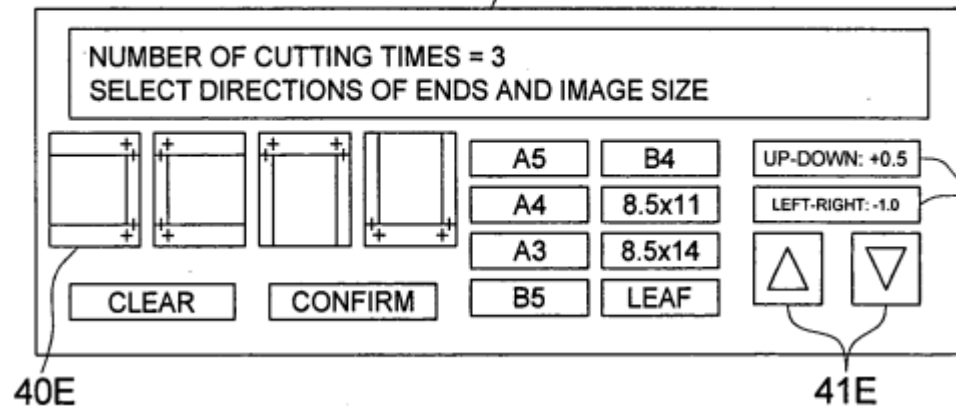 NUMBER OF CUTTING TIMES = 3
SELECT DIRECTIONS OF ENDS AND IMAGE SIZE
A5
B4
UP-DOWN: +0.5
A4
8.5x11
LEFT-RIGHT: -1.0
A3
8.5x14
B5
LEAF
CLEAR
CONFIRM
40E
41E